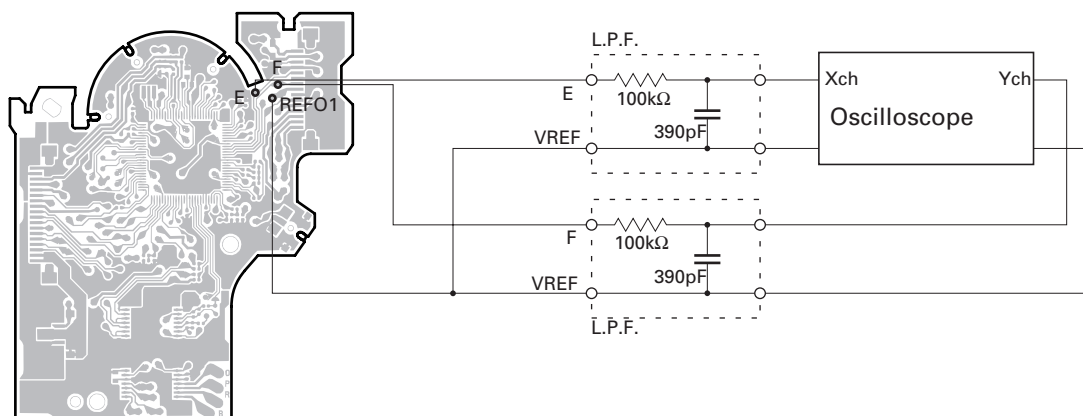 L.P.F.
F
E
REFO1
E
100kΩ
390pF
VREF
Xch
Ych
Oscilloscope
F
100kΩ
390pF
VREF
L.P.F.